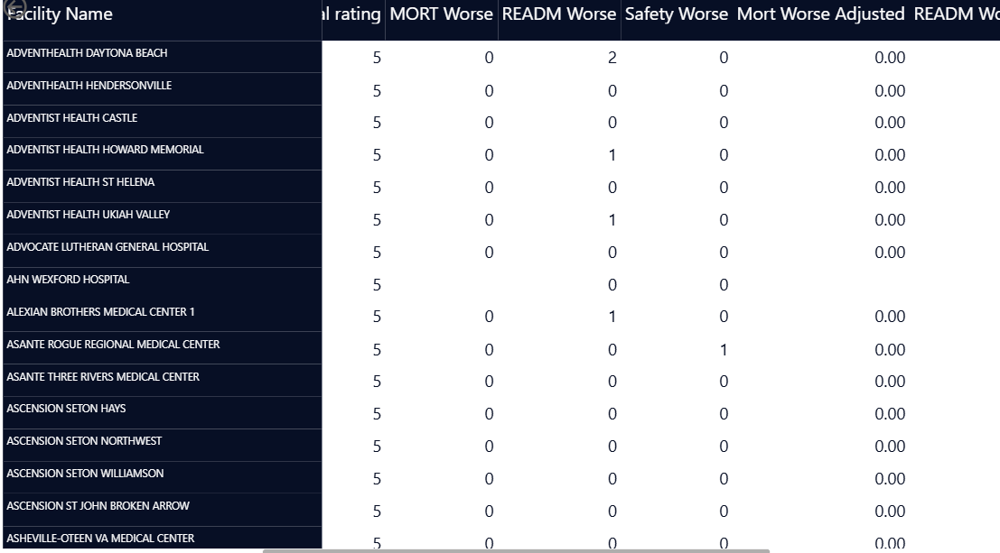 Facility Name al rating MORT Worse READM Worse Safety Worse Mort Worse Adjusted READM Wo
ADVENTHEALTH DAYTONA BEACH 5 0 2 0 0.00
ADVENTHEALTH HENDERSONVILLE 5 0 0 0 0.00
ADVENTIST HEALTH CASTLE 5 0 0 0 0.00
ADVENTIST HEALTH HOWARD MEMORIAL 5 0 1 0 0.00
ADVENTIST HEALTH ST HELENA 5 0 0 0 0.00
ADVENTIST HEALTH UKIAH VALLEY 5 0 1 0 0.00
ADVOCATE LUTHERAN GENERAL HOSPITAL 5 0 0 0 0.00
AHN WEXFORD HOSPITAL 5 0 0
ALEXIAN BROTHERS MEDICAL CENTER 1 5 0 1 0 0.00
ASANTE ROGUE REGIONAL MEDICAL CENTER 5 0 0 1 0.00
ASANTE THREE RIVERS MEDICAL CENTER 5 0 0 0 0.00
ASCENSION SETON HAYS 5 0 0 0 0.00
ASCENSION SETON NORTHWEST 5 0 0 0 0.00
ASCENSION SETON WILLIAMSON 5 0 0 0 0.00
ASCENSION ST JOHN BROKEN ARROW 5 0 0 0 0.00
ASHEVILLE-OTEEN VA MEDICAL CENTER 5 0 0 0 0.00